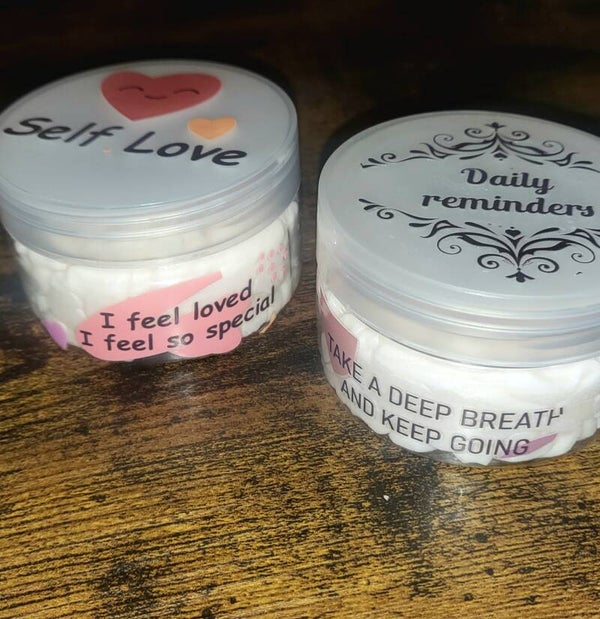 Self Love
I feel loved
I feel so special
Daily
reminders
TAKE A DEEP BREATH
AND KEEP GOING